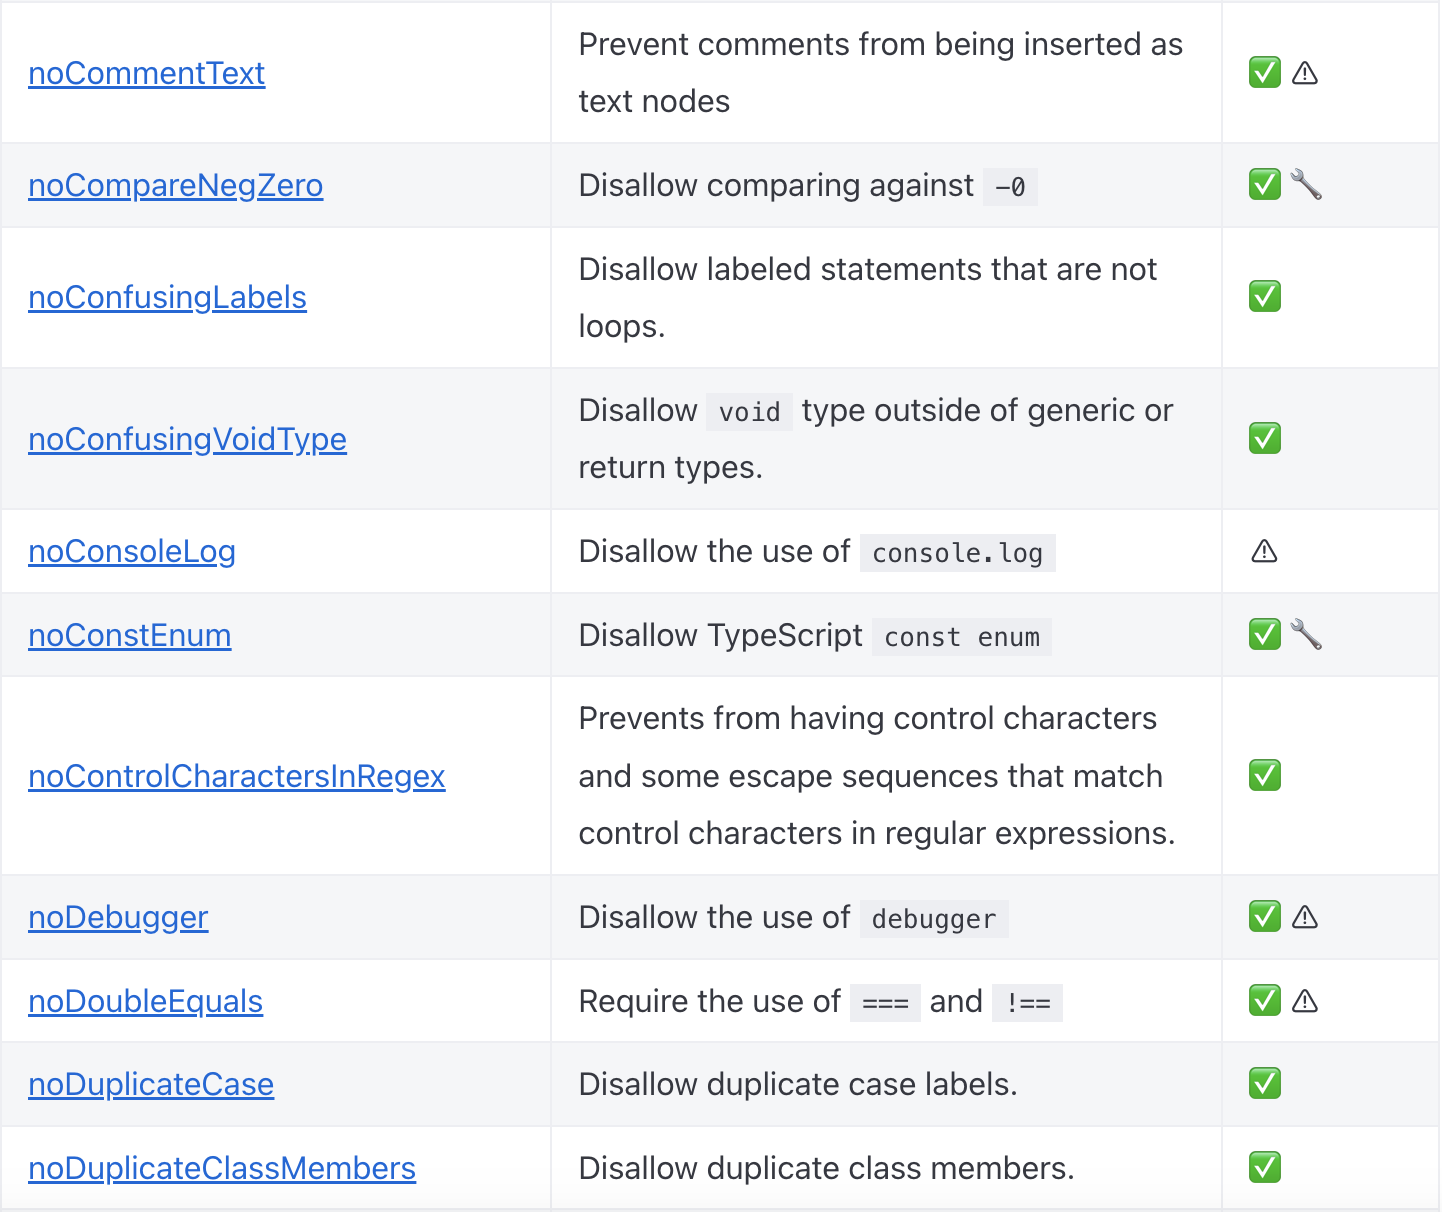 noCommentText
Prevent comments from being inserted as
text nodes
✅ ⚠
noCompareNegZero
Disallow comparing against -0
✅ 🔧
noConfusingLabels
Disallow labeled statements that are not
loops.
✅
noConfusingVoidType
Disallow void type outside of generic or
return types.
✅
noConsoleLog
Disallow the use of console.log
⚠
noConstEnum
Disallow TypeScript const enum
✅ 🔧
noControlCharactersInRegex
Prevents from having control characters
and some escape sequences that match
control characters in regular expressions.
✅
noDebugger
Disallow the use of debugger
✅ ⚠
noDoubleEquals
Require the use of === and !==
✅ ⚠
noDuplicateCase
Disallow duplicate case labels.
✅
noDuplicateClassMembers
Disallow duplicate class members.
✅